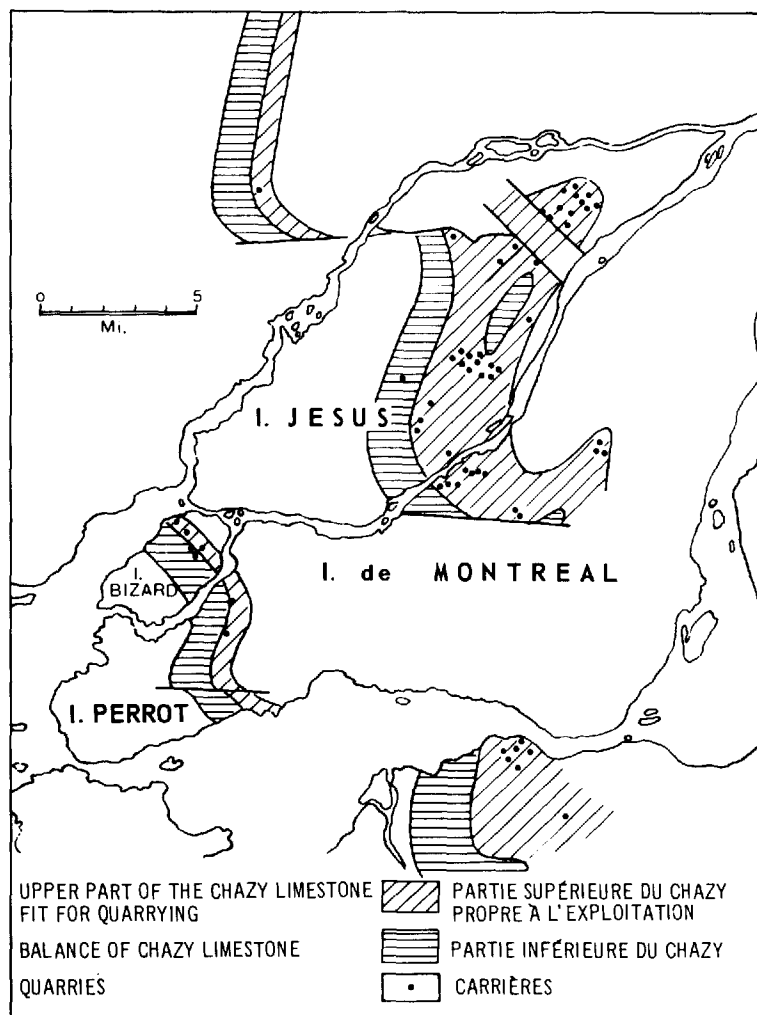 0 5
MI.
I. JESUS
I. BIZARD
I. de MONTREAL
I. PERROT
UPPER PART OF THE CHAZY LIMESTONE
FIT FOR QUARRYING
PARTIE SUPÉRIEURE DU CHAZY
PROPRE À L'EXPLOITATION
BALANCE OF CHAZY LIMESTONE
PARTIE INFÉRIEURE DU CHAZY
QUARRIES
CARRIÈRES